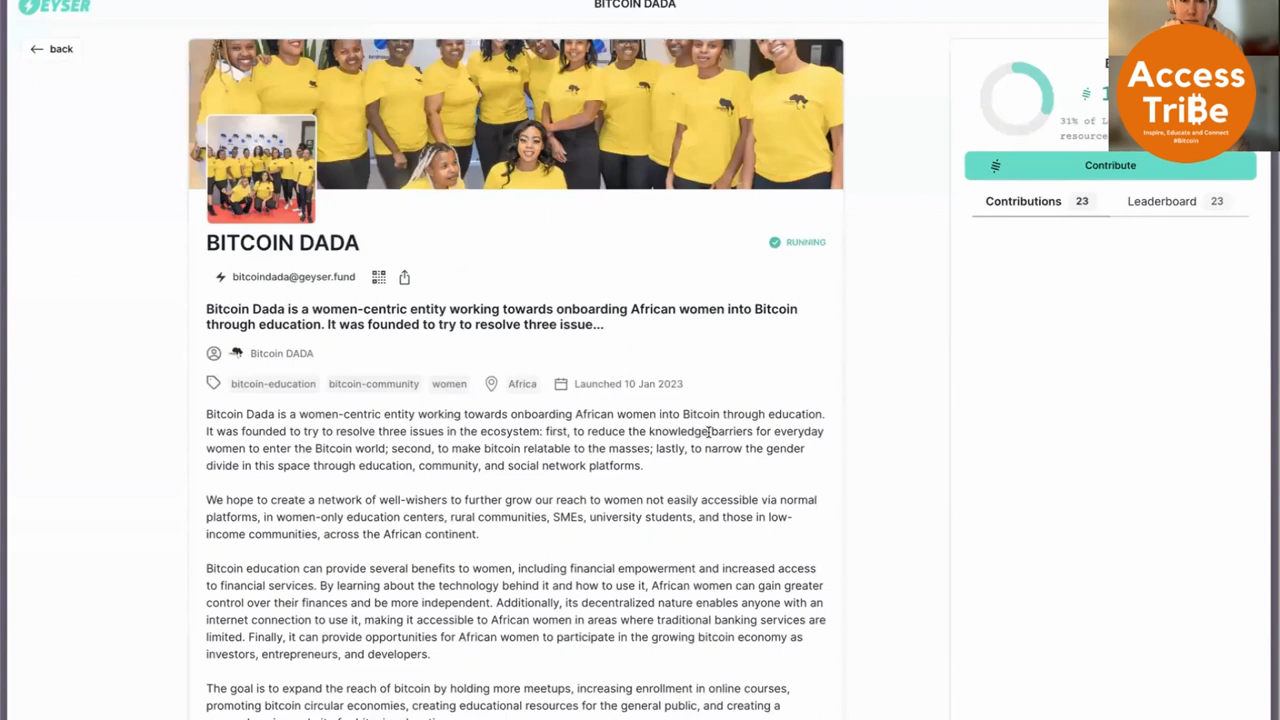 GEYSER
BITCOIN DADA
back
Access
TriBe
Inspire, Educate and Connect
#Bitcoin
31% of
resource
Contribute
Contributions 23
Leaderboard 23
BITCOIN DADA
RUNNING
bitcoindada@geyser.fund
Bitcoin Dada is a women-centric entity working towards onboarding African women into Bitcoin
through education. It was founded to try to resolve three issue...
Bitcoin DADA
bitcoin-education bitcoin-community women Africa Launched 10 Jan 2023
Bitcoin Dada is a women-centric entity working towards onboarding African women into Bitcoin through education.
It was founded to try to resolve three issues in the ecosystem: first, to reduce the knowledge barriers for everyday
women to enter the Bitcoin world; second, to make bitcoin relatable to the masses; lastly, to narrow the gender
divide in this space through education, community, and social network platforms.
We hope to create a network of well-wishers to further grow our reach to women not easily accessible via normal
platforms, in women-only education centers, rural communities, SMEs, university students, and those in low-
income communities, across the African continent.
Bitcoin education can provide several benefits to women, including financial empowerment and increased access
to financial services. By learning about the technology behind it and how to use it, African women can gain greater
control over their finances and be more independent. Additionally, its decentralized nature enables anyone with an
internet connection to use it, making it accessible to African women in areas where traditional banking services are
limited. Finally, it can provide opportunities for African women to participate in the growing bitcoin economy as
investors, entrepreneurs, and developers.
The goal is to expand the reach of bitcoin by holding more meetups, increasing enrollment in online courses,
promoting bitcoin circular economies, creating educational resources for the general public, and creating a